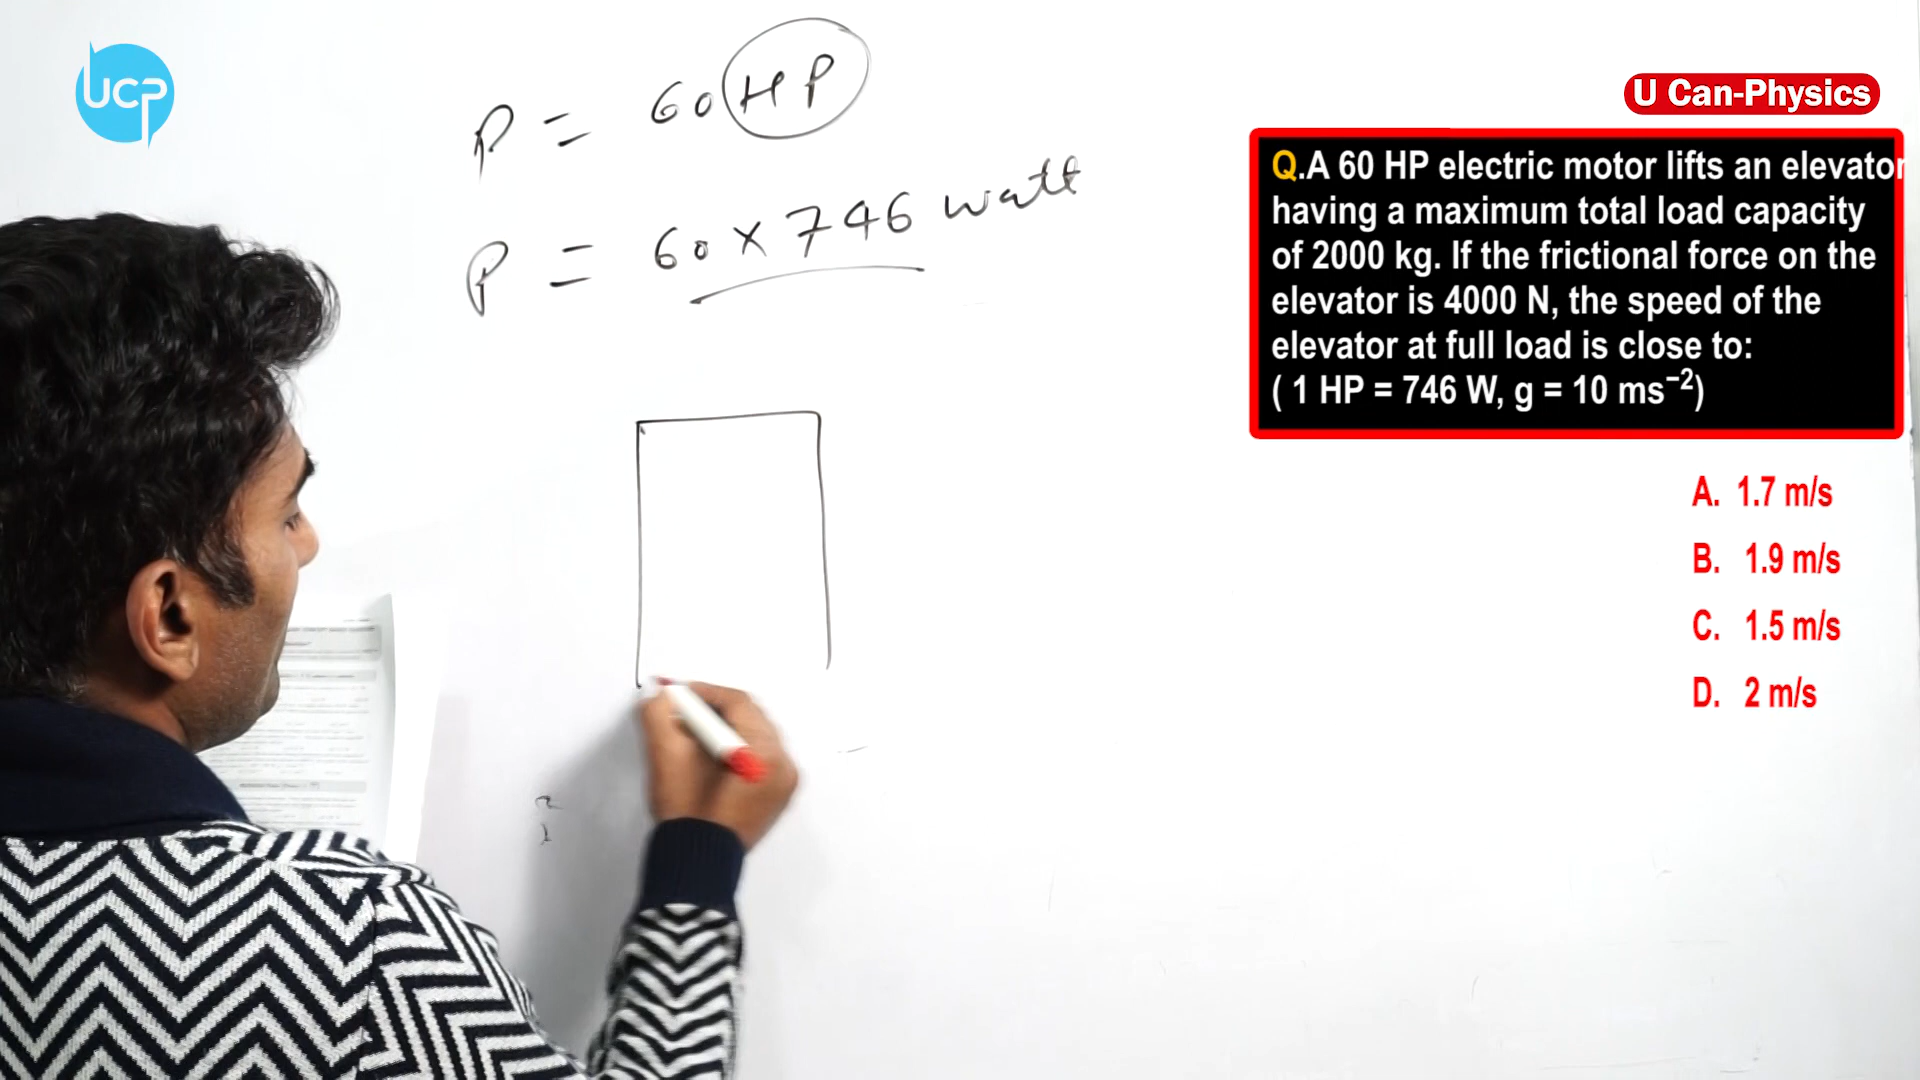 UCP
P = 60 HP
P = 60 x 746 watt
U Can-Physics
Q.A 60 HP electric motor lifts an elevator
having a maximum total load capacity
of 2000 kg. If the frictional force on the
elevator is 4000 N, the speed of the
elevator at full load is close to:
( 1 HP = 746 W, g = 10 ms⁻²)
A. 1.7 m/s
B. 1.9 m/s
C. 1.5 m/s
D. 2 m/s